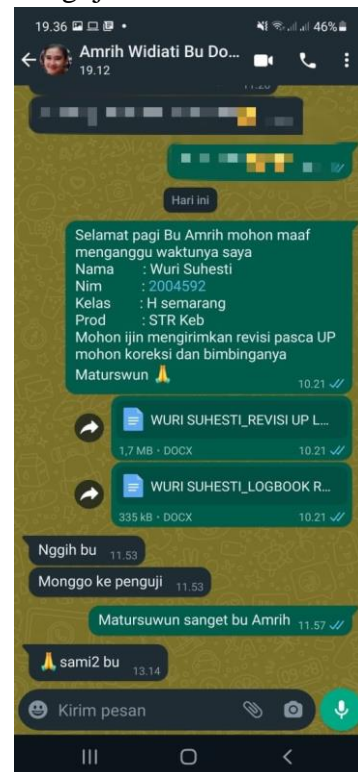 19.36
46%
Amrih Widiati Bu Do...
19.12
Hari ini
Selamat pagi Bu Amrih mohon maaf
menganggu waktunya saya
Nama : Wuri Suhesti
Nim : 2004592
Kelas : H semarang
Prod : STR Keb
Mohon ijin mengirimkan revisi pasca UP
mohon koreksi dan bimbinganya
Maturswun 🙏
10.21
WURI SUHESTI_REVISI UP L...
1,7 MB · DOCX 10.21
WURI SUHESTI_LOGBOOK R...
335 kB · DOCX 10.21
Nggih bu 11.53
Monggo ke penguji 11.53
Matursuwun sanget bu Amrih 11.57
🙏 sami2 bu 13.14
Kirim pesan